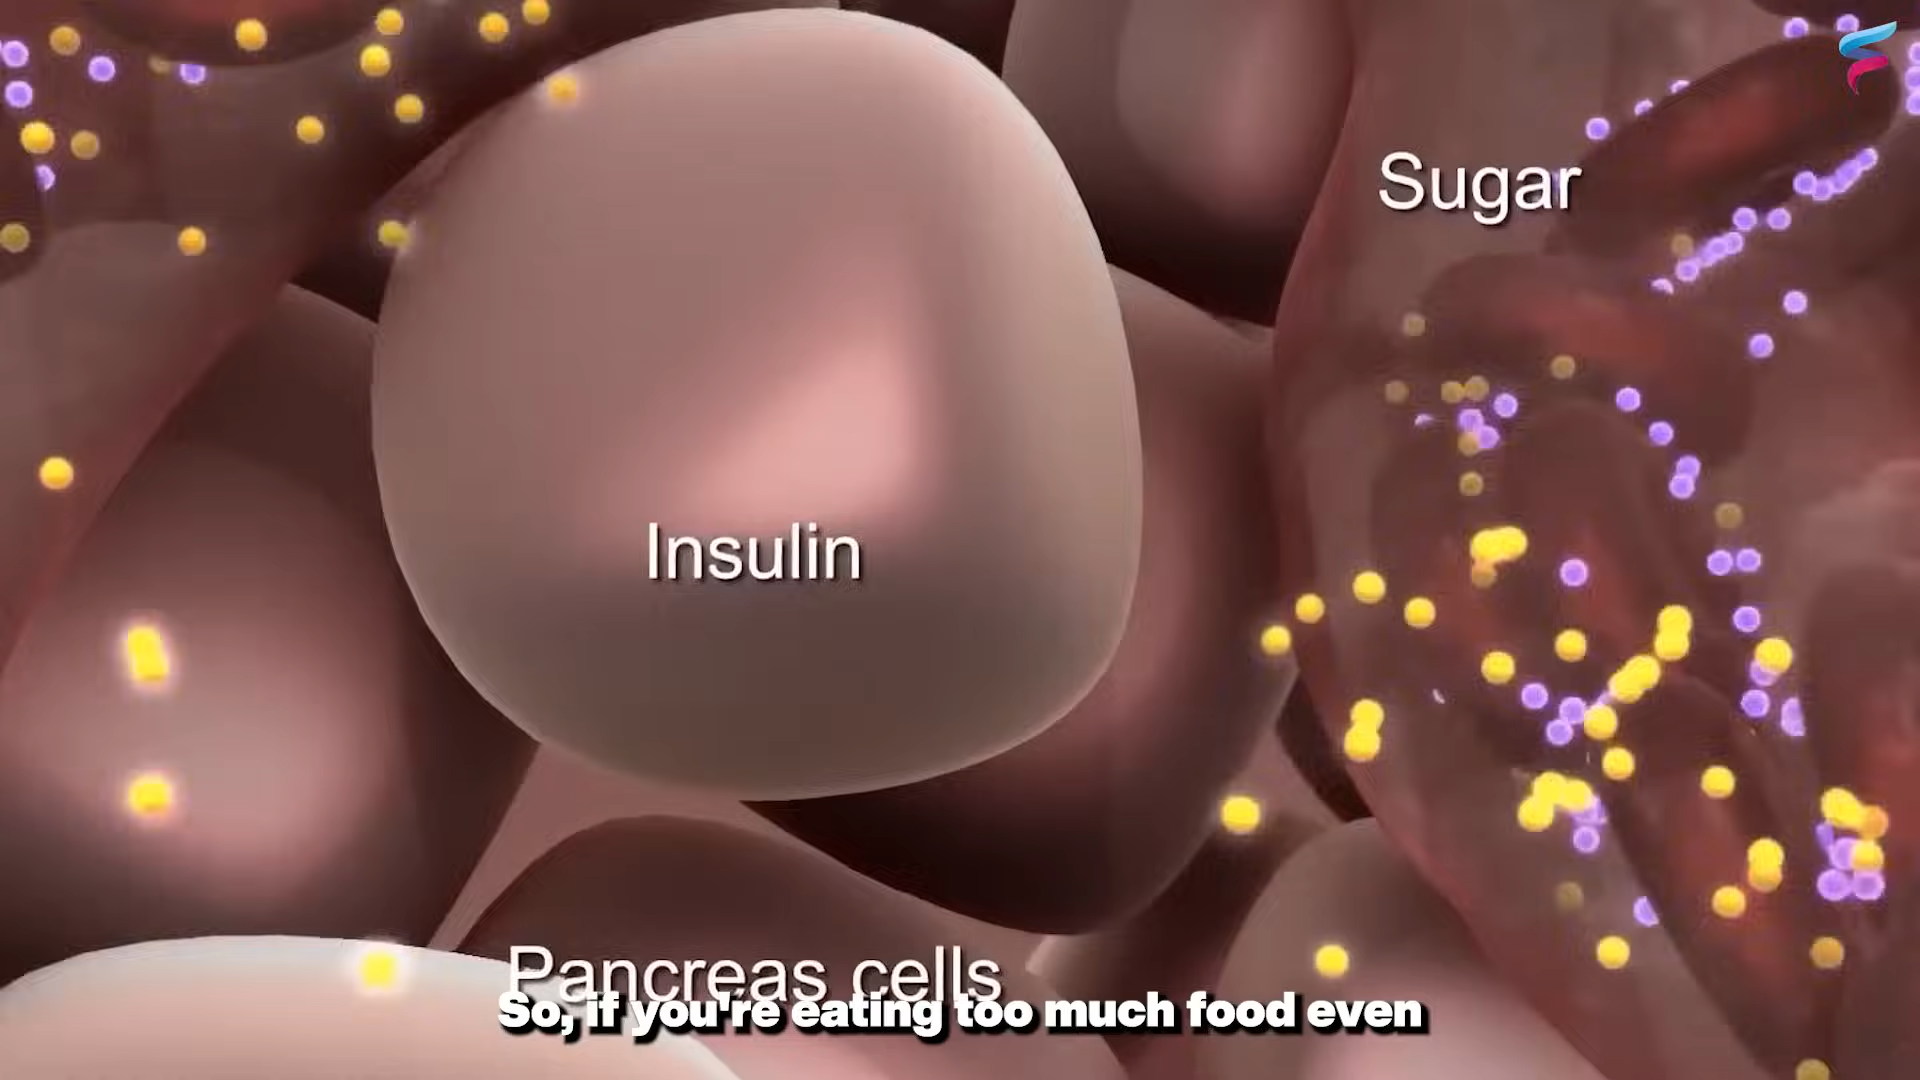 Sugar
Insulin
Pancreas cells
So, if you're eating too much food even